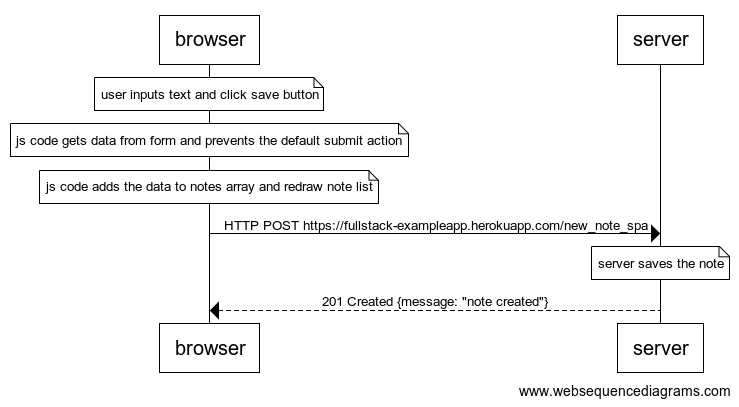 browser
server
user inputs text and click save button
js code gets data from form and prevents the default submit action
js code adds the data to notes array and redraw note list
HTTP POST https://fullstack-exampleapp.herokuapp.com/new_note_spa
server saves the note
201 Created {message: "note created"}
browser
server
www.websequencediagrams.com